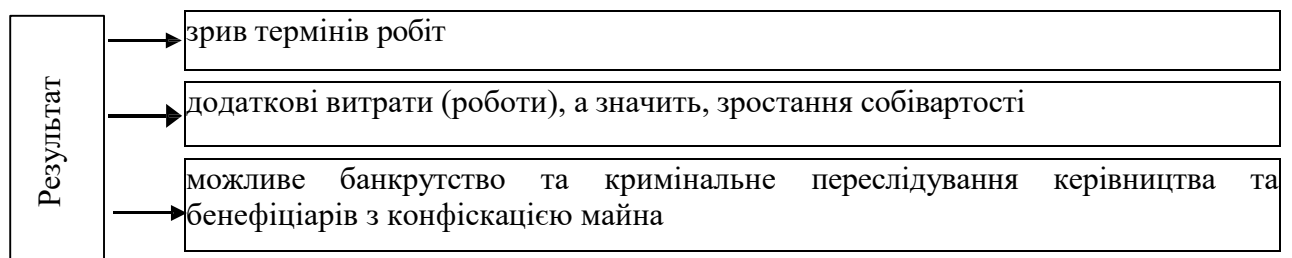 Результат
зрив термінів робіт
додаткові витрати (роботи), а значить, зростання собівартості
можливе банкрутство та кримінальне переслідування керівництва та
бенефіціарів з конфіскацією майна